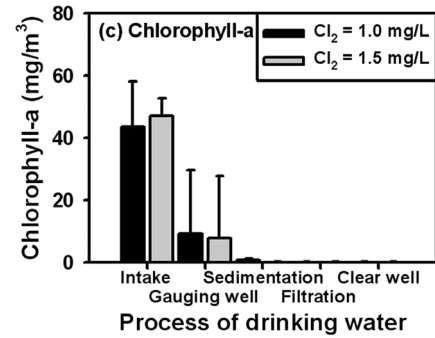 (c) Chlorophyll-a
Cl₂ = 1.0 mg/L
Cl₂ = 1.5 mg/L
Chlorophyll-a (mg/m³)
80
60
40
20
0
Intake Sedimentation Clear well
Gauging well Filtration
Process of drinking water